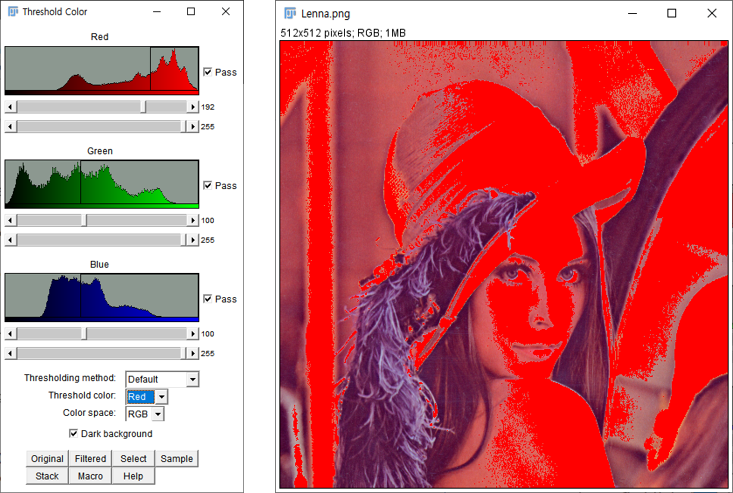 Threshold Color
Red
Pass
192
255
Green
Pass
100
255
Blue
Pass
100
255
Thresholding method: Default
Threshold color: Red
Color space: RGB
Dark background
Original Filtered Select Sample
Stack Macro Help
Lenna.png
512x512 pixels; RGB; 1MB